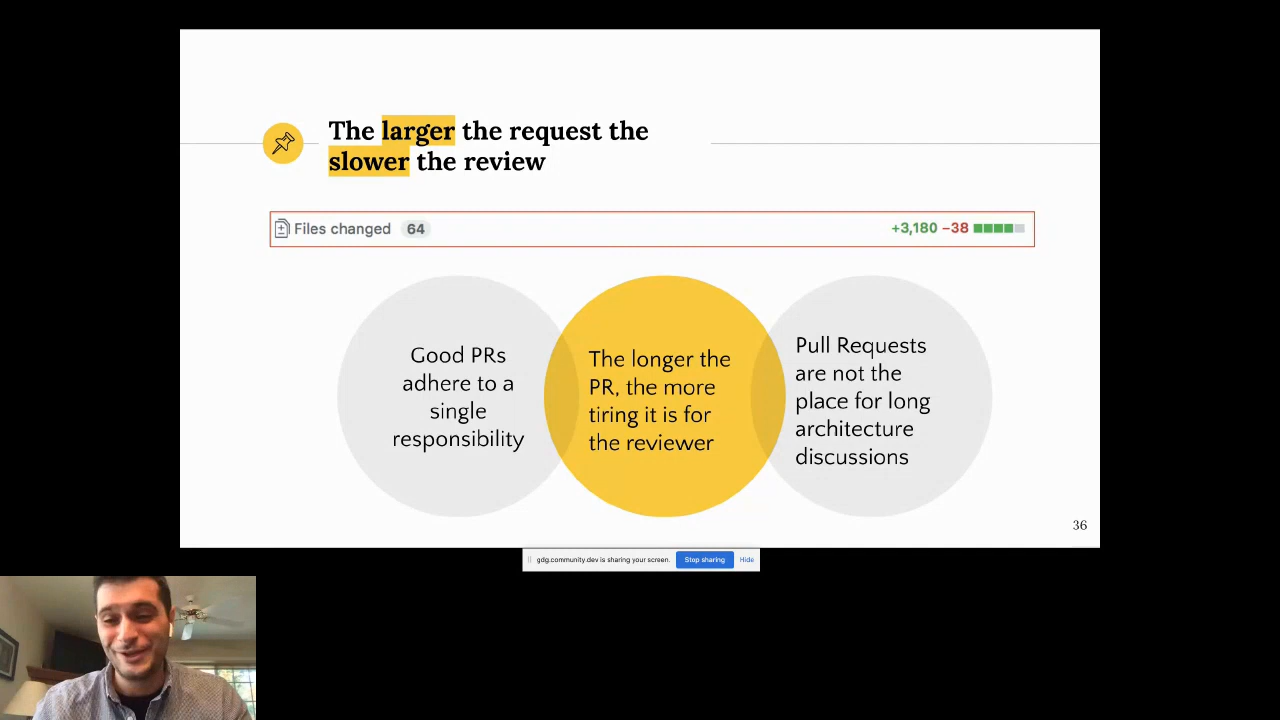 The larger the request the
slower the review
Files changed 64 +3,180 −38
Good PRs
adhere to a
single
responsibility
The longer the
PR, the more
tiring it is for
the reviewer
Pull Requests
are not the
place for long
architecture
discussions
36
gdg.community.dev is sharing your screen. Stop sharing Hide